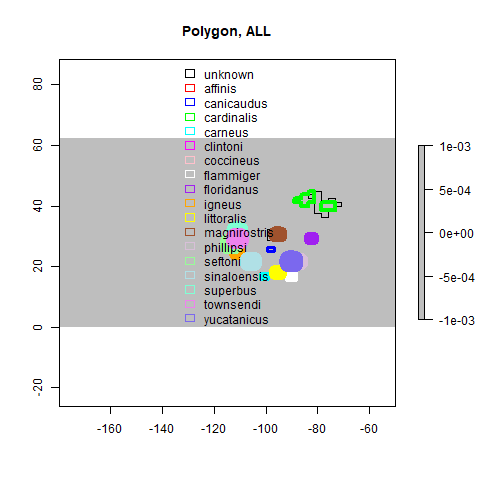 Polygon, ALL
unknown
affinis
canicaudus
cardinalis
carneus
clintoni
coccineus
flammiger
floridanus
igneus
littoralis
magnirostris
phillipsi
seftoni
sinaloensis
superbus
townsendi
yucatanicus
80
60
40
20
0
-20
-160
-140
-120
-100
-80
-60
1e-03
5e-04
0e+00
-5e-04
-1e-03